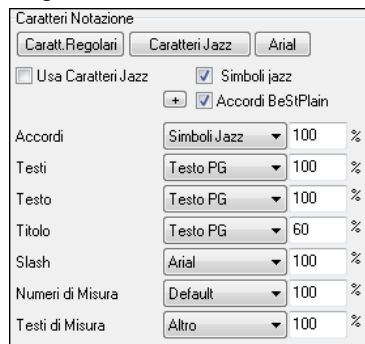 Caratteri Notazione
Caratt.Regolari Caratteri Jazz Arial
Usa Caratteri Jazz Simboli jazz
+ Accordi BeStPlain
Accordi Simboli Jazz 100 %
Testi Testo PG 100 %
Testo Testo PG 100 %
Titolo Testo PG 60 %
Slash Arial 100 %
Numeri di Misura Default 100 %
Testi di Misura Altro 100 %